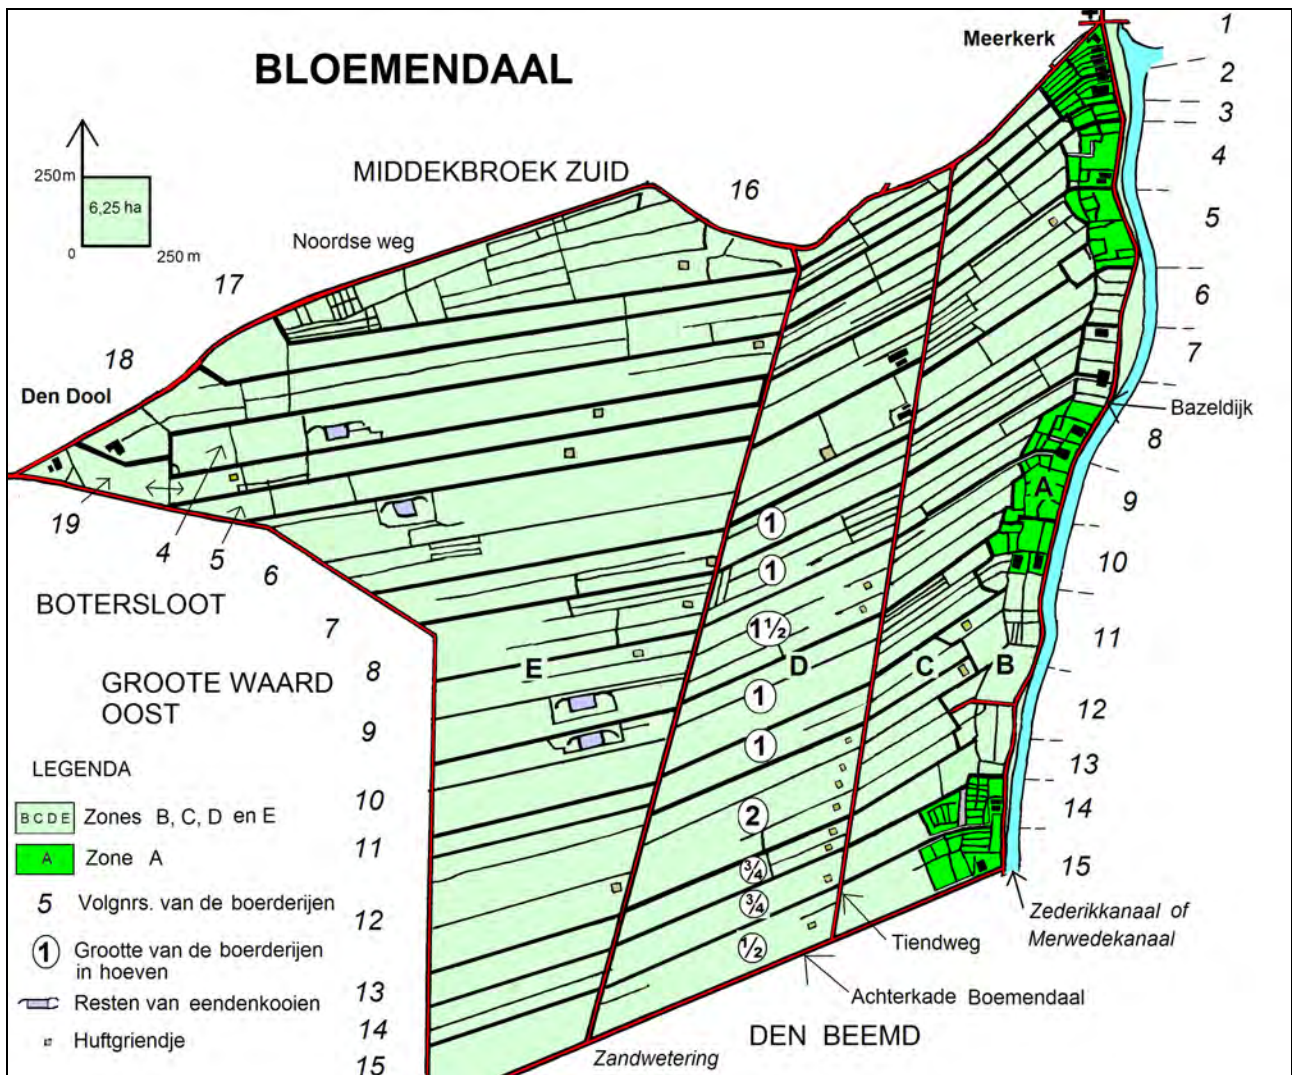 BLOEMENDAAL
Meerkerk
1
2
3
4
5
6
7
Bazeldijk
8
9
10
11
12
13
14
15
250m
6,25 ha
0
250 m
MIDDEKBROEK ZUID
16
Noordse weg
17
18
Den Dool
19
4
5
6
BOTERSLOOT
7
GROOTE WAARD
OOST
8
9
10
11
12
13
14
15
A
B
C
D
E
1
1
1½
1
1
2
¾
¾
½
LEGENDA
B C D E Zones B, C, D en E
A Zone A
5 Volgnrs. van de boerderijen
1 Grootte van de boerderijen
in hoeven
Resten van eendenkooien
Huftgriendje
Zederikkanaal of
Merwedekanaal
Tiendweg
Achterkade Boemendaal
DEN BEEMD
Zandwetering